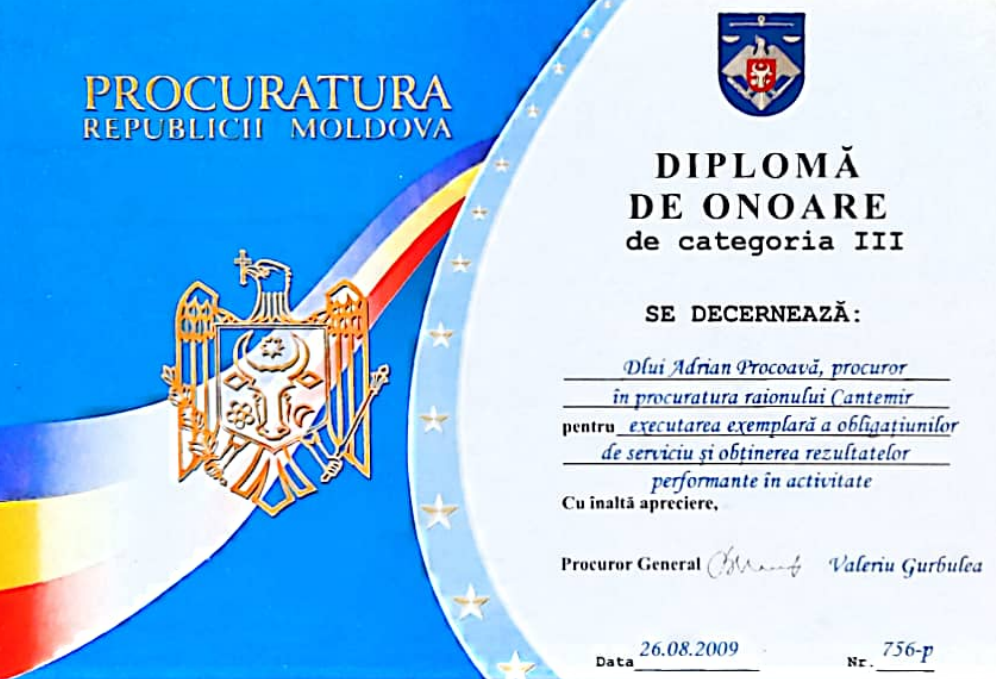 PROCURATURA
REPUBLICII MOLDOVA
DIPLOMĂ
DE ONOARE
de categoria III
SE DECERNEAZĂ:
Dlui Adrian Procoavă, procuror
în procuratura raionului Cantemir
pentru executarea exemplară a obligațiunilor
de serviciu și obținerea rezultatelor
performante în activitate
Cu înaltă apreciere,
Procuror General Valeriu Gurbulea
Data 26.08.2009 Nr. 756-p